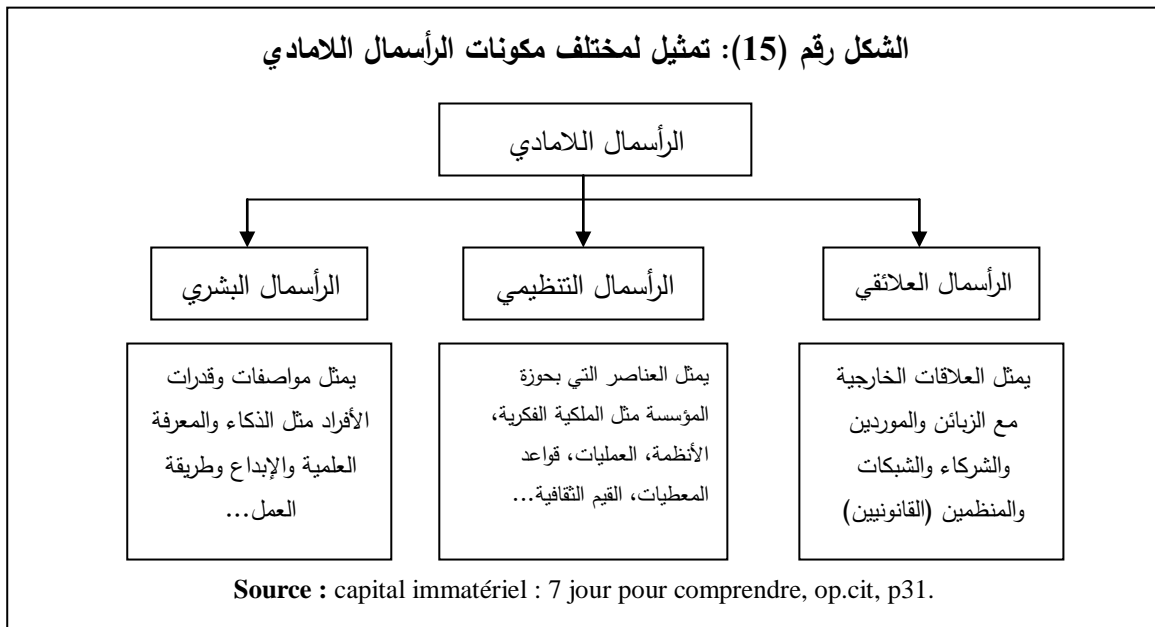 الشكل رقم (15): تمثيل لمختلف مكونات الرأسمال اللامادي
الرأسمال اللامادي
الرأسمال العلائقي
الرأسمال التنظيمي
الرأسمال البشري
يمثل العلاقات الخارجية
مع الزبائن والموردين
والشركاء والشبكات
والمنظمين (القانونيين)
يمثل العناصر التي بحوزة
المؤسسة مثل الملكية الفكرية،
الأنظمة، العمليات، قواعد
المعطيات، القيم الثقافية...
يمثل مواصفات وقدرات
الأفراد مثل الذكاء والمعرفة
العلمية والإبداع وطريقة
العمل...
Source : capital immatériel : 7 jour pour comprendre, op.cit, p31.